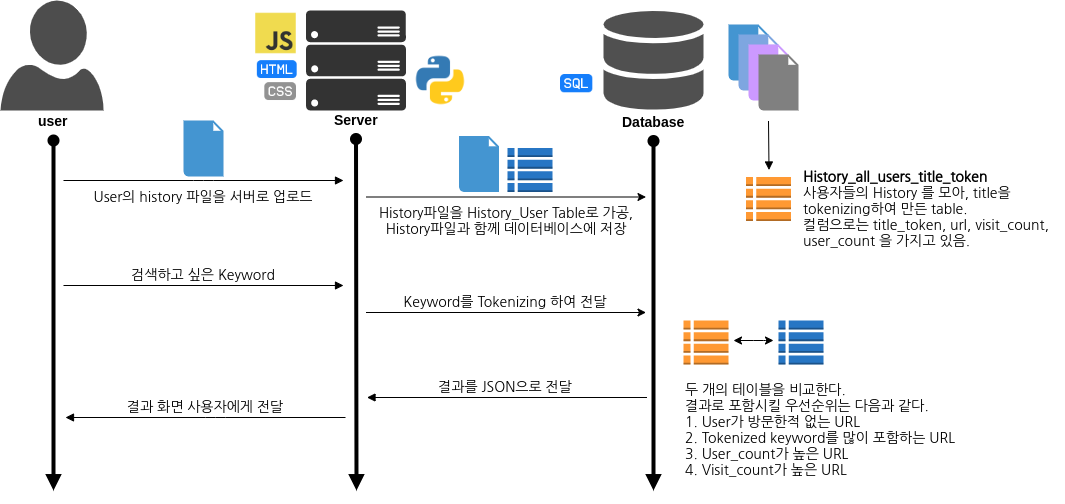 JS
HTML
CSS
SQL
user
Server
Database
User의 history 파일을 서버로 업로드
History파일을 History_User Table로 가공,
History파일과 함께 데이터베이스에 저장
History_all_users_title_token
사용자들의 History 를 모아, title을
tokenizing하여 만든 table.
컬럼으로는 title_token, url, visit_count,
user_count 을 가지고 있음.
검색하고 싶은 Keyword
Keyword를 Tokenizing 하여 전달
결과를 JSON으로 전달
결과 화면 사용자에게 전달
두 개의 테이블을 비교한다.
결과로 포함시킬 우선순위는 다음과 같다.
1. User가 방문한적 없는 URL
2. Tokenized keyword를 많이 포함하는 URL
3. User_count가 높은 URL
4. Visit_count가 높은 URL